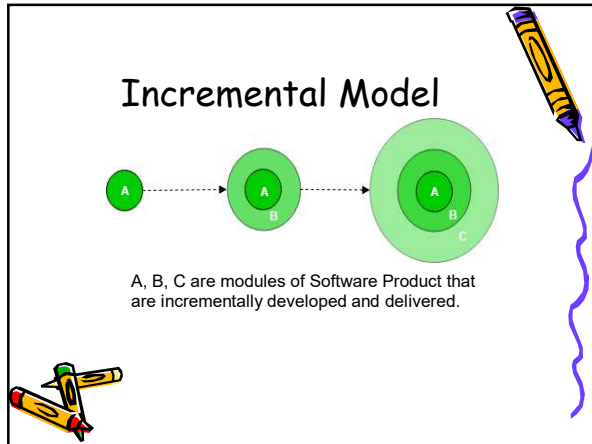 Incremental Model
A
A
B
A
B
C
A, B, C are modules of Software Product that
are incrementally developed and delivered.